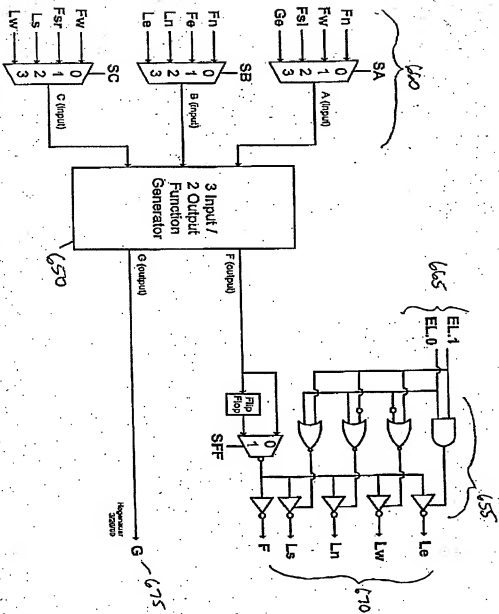 660
Fn
Fw
Fsl
Ge
0
1
2
3
SA
A (Input)
Fn
Fe
Ln
Le
0
1
2
3
SB
B (Input)
Fw
Fsr
Ls
Lw
0
1
2
3
SC
C (Input)
3 Input /
2 Output
Function
Generator
650
F (output)
G (output)
665
EL.1
EL.0
655
Flip
Flop
0
1
SFF
Le
Lw
Ln
Ls
F
670
Hogenauer
G
675